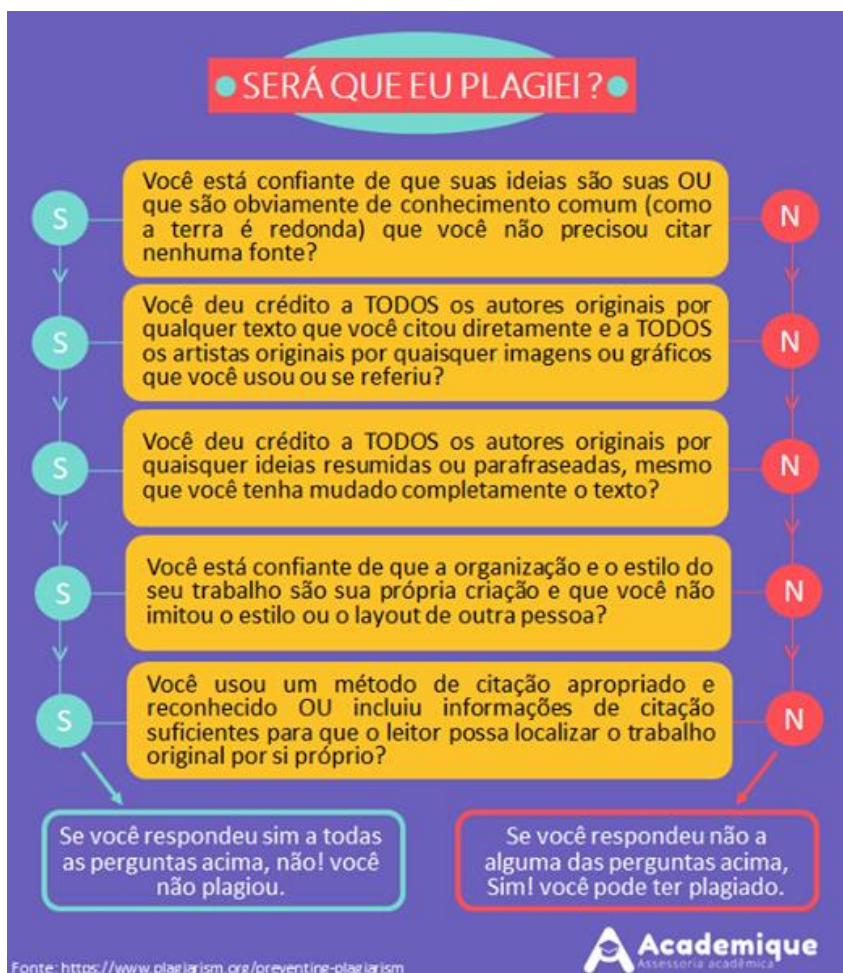 SERÁ QUE EU PLAGIEI ?
Você está confiante de que suas ideias são suas OU
que são obviamente de conhecimento comum (como
a terra é redonda) que você não precisou citar
nenhuma fonte?
S
N
Você deu crédito a TODOS os autores originais por
qualquer texto que você citou diretamente e a TODOS
os artistas originais por quaisquer imagens ou gráficos
que você usou ou se referiu?
S
N
Você deu crédito a TODOS os autores originais por
quaisquer ideias resumidas ou parafraseadas, mesmo
que você tenha mudado completamente o texto?
S
N
Você está confiante de que a organização e o estilo do
seu trabalho são sua própria criação e que você não
imitou o estilo ou o layout de outra pessoa?
S
N
Você usou um método de citação apropriado e
reconhecido OU incluiu informações de citação
suficientes para que o leitor possa localizar o trabalho
original por si próprio?
S
N
Se você respondeu sim a todas
as perguntas acima, não! você
não plagiou.
Se você respondeu não a
alguma das perguntas acima,
Sim! você pode ter plagiado.
Academique
Assessoria acadêmica
Fonte: https://www.plagiarism.org/preventing-plagiarism